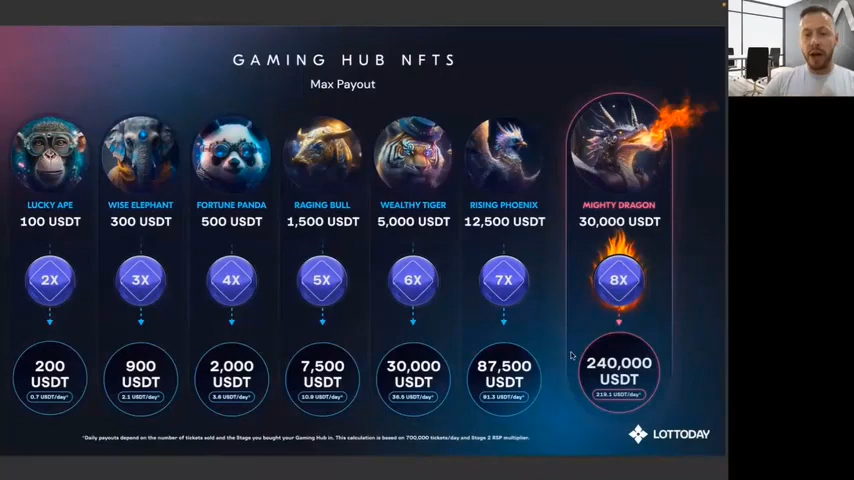 GAMING HUB NFTS
Max Payout
LUCKY APE
100 USDT
2X
200
USDT
0.7 USDT/day*
WISE ELEPHANT
300 USDT
3X
900
USDT
2.1 USDT/day*
FORTUNE PANDA
500 USDT
4X
2,000
USDT
3.6 USDT/day*
RAGING BULL
1,500 USDT
5X
7,500
USDT
10.9 USDT/day*
WEALTHY TIGER
5,000 USDT
6X
30,000
USDT
36.5 USDT/day*
RISING PHOENIX
12,500 USDT
7X
87,500
USDT
91.3 USDT/day*
MIGHTY DRAGON
30,000 USDT
8X
240,000
USDT
219.1 USDT/day*
*Daily payouts depend on the number of tickets sold and the Stage you bought your Gaming Hub in. This calculation is based on 700,000 tickets/day and Stage 2 RSP multiplier.
LOTTODAY